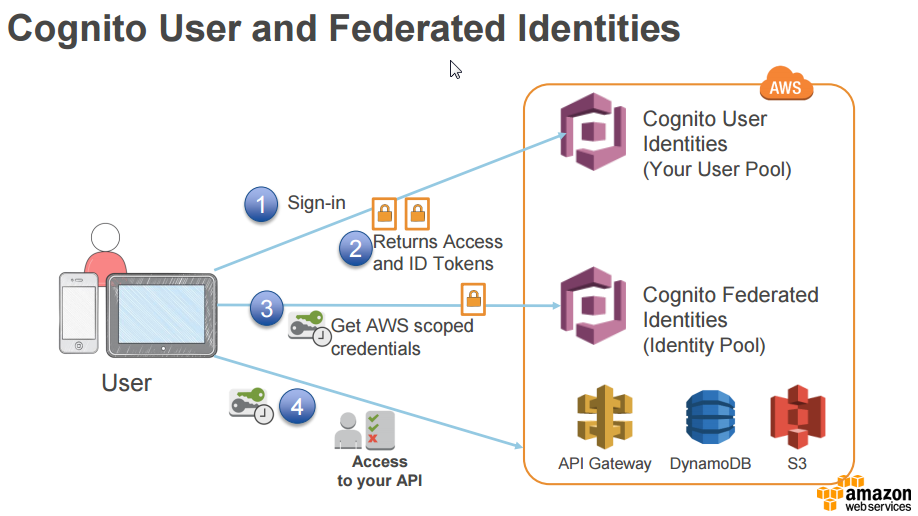 Cognito User and Federated Identities
AWS
Cognito User
Identities
(Your User Pool)
1
Sign-in
2
Returns Access
and ID Tokens
3
Get AWS scoped
credentials
Cognito Federated
Identities
(Identity Pool)
User
4
Access
to your API
API Gateway
DynamoDB
S3
amazon
web services